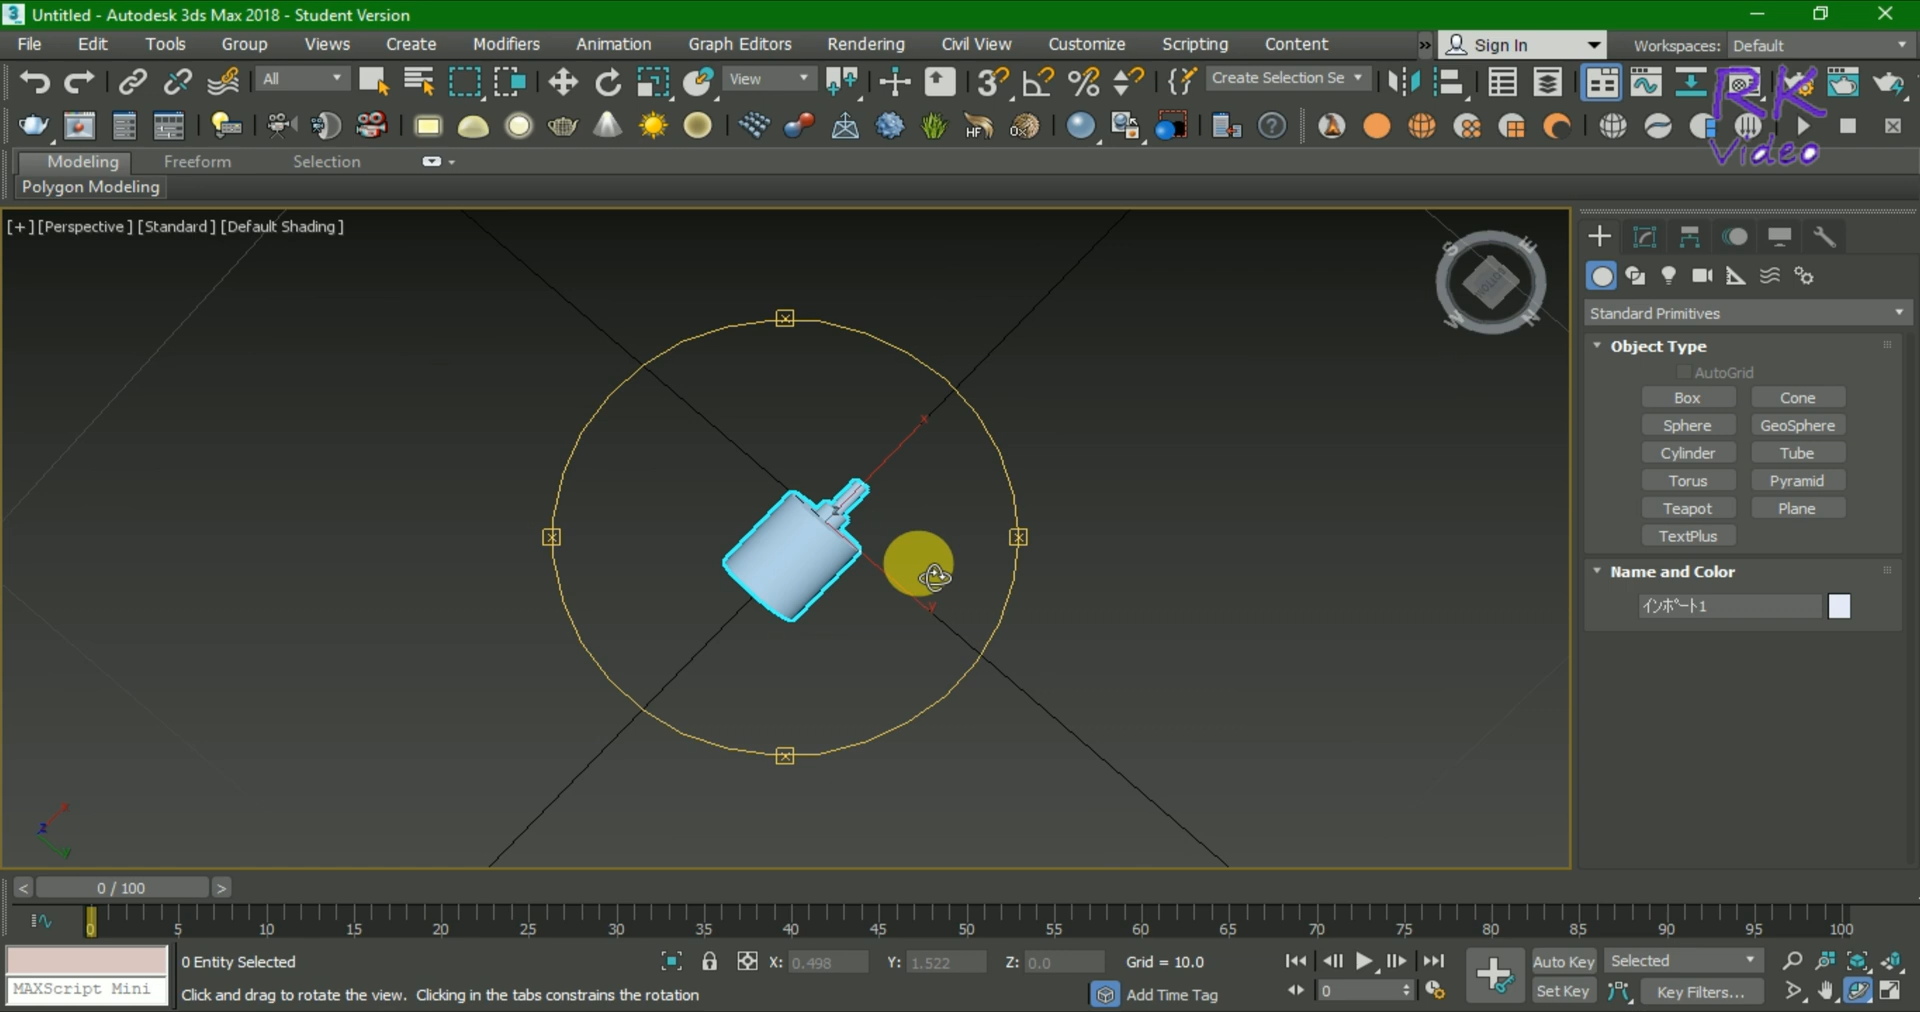 Untitled - Autodesk 3ds Max 2018 - Student Version
File Edit Tools Group Views Create Modifiers Animation Graph Editors Rendering Civil View Customize Scripting Content » Sign In Workspaces: Default
All View Create Selection Se
RK
Video
Modeling Freeform Selection
Polygon Modeling
[+] [Perspective ] [Standard ] [Default Shading ]
Standard Primitives
Object Type
AutoGrid
Box Cone
Sphere GeoSphere
Cylinder Tube
Torus Pyramid
Teapot Plane
TextPlus
Name and Color
インポート1
S E
W N
x
y
z
x
z
y
< 0 / 100 >
0 5 10 15 20 25 30 35 40 45 50 55 60 65 70 75 80 85 90 95 100
0 Entity Selected X: 0.498 Y: 1.522 Z: 0.0 Grid = 10.0 Auto Key Selected
MAXScript Mini Click and drag to rotate the view. Clicking in the tabs constrains the rotation Add Time Tag 0 Set Key Key Filters...